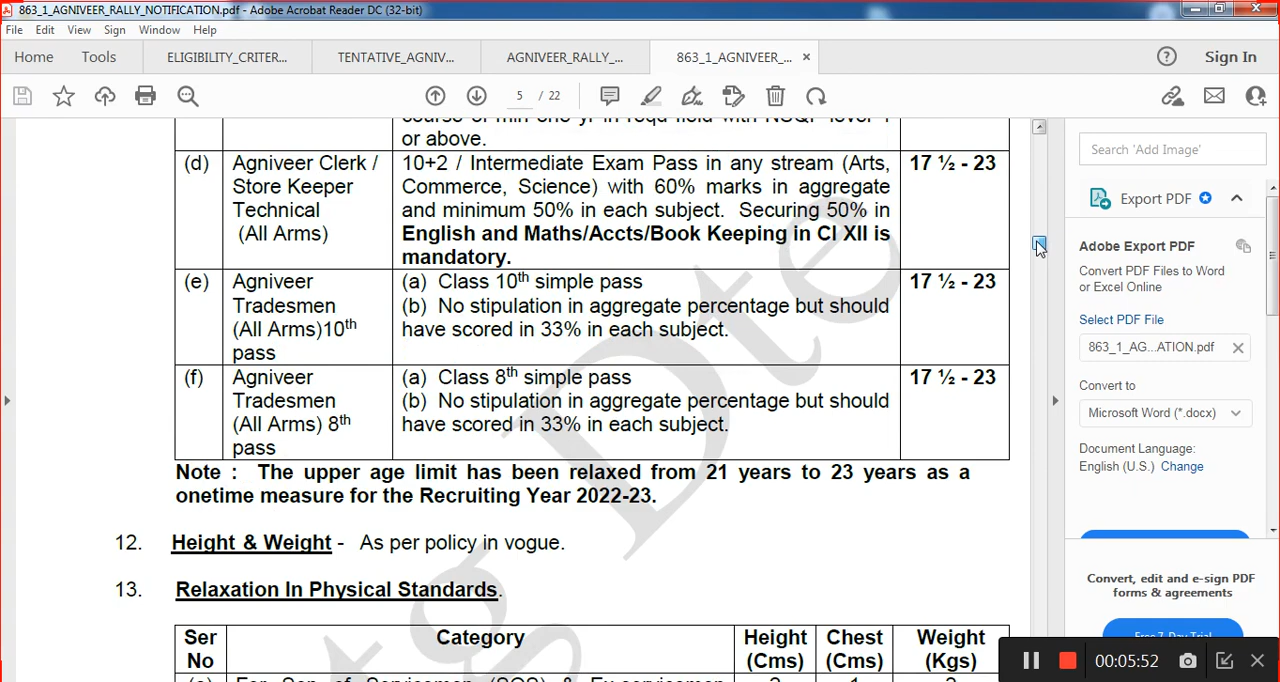 863_1_AGNIVEER_RALLY_NOTIFICATION.pdf - Adobe Acrobat Reader DC (32-bit)
File Edit View Sign Window Help
Home Tools ELIGIBILITY_CRITER... TENTATIVE_AGNIV... AGNIVEER_RALLY_... 863_1_AGNIVEER_... × Sign In
5 / 22
or above.
(d) Agniveer Clerk / 10+2 / Intermediate Exam Pass in any stream (Arts, 17 ½ - 23
Store Keeper Commerce, Science) with 60% marks in aggregate
Technical and minimum 50% in each subject. Securing 50% in
(All Arms) English and Maths/Accts/Book Keeping in Cl XII is
mandatory.
(e) Agniveer (a) Class 10th simple pass 17 ½ - 23
Tradesmen (b) No stipulation in aggregate percentage but should
(All Arms)10th have scored in 33% in each subject.
pass
(f) Agniveer (a) Class 8th simple pass 17 ½ - 23
Tradesmen (b) No stipulation in aggregate percentage but should
(All Arms) 8th have scored in 33% in each subject.
pass
Note : The upper age limit has been relaxed from 21 years to 23 years as a
onetime measure for the Recruiting Year 2022-23.
12. Height & Weight - As per policy in vogue.
13. Relaxation In Physical Standards.
Ser Category Height Chest Weight
No (Cms) (Cms) (Kgs)
Search 'Add Image'
Export PDF
Adobe Export PDF
Convert PDF Files to Word
or Excel Online
Select PDF File
863_1_AG...ATION.pdf
Convert to
Microsoft Word (*.docx)
Document Language:
English (U.S.) Change
Convert, edit and e-sign PDF
forms & agreements
00:05:52